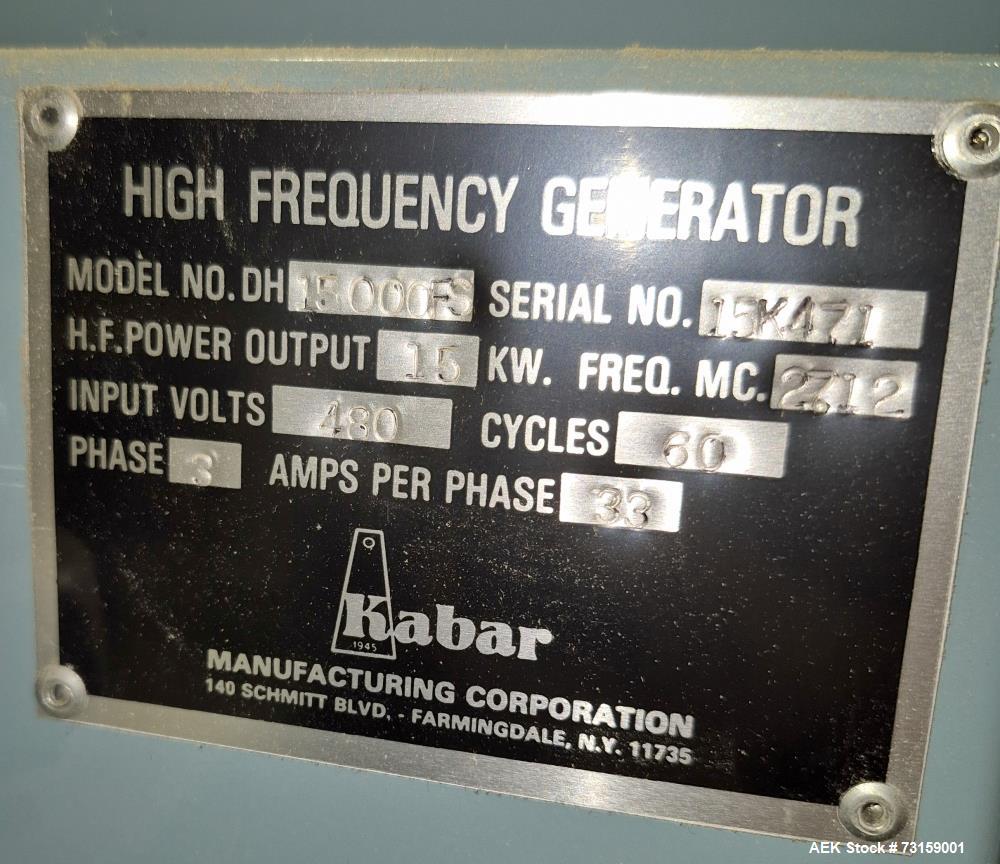 HIGH FREQUENCY GENERATOR
MODEL NO. DH 15000FS SERIAL NO. 15K471
H.F. POWER OUTPUT 15 KW. FREQ. MC. 27.12
INPUT VOLTS 480 CYCLES 60
PHASE 3 AMPS PER PHASE 33
Kabar
1945
MANUFACTURING CORPORATION
140 SCHMITT BLVD. - FARMINGDALE, N.Y. 11735
AEK Stock # 73159001